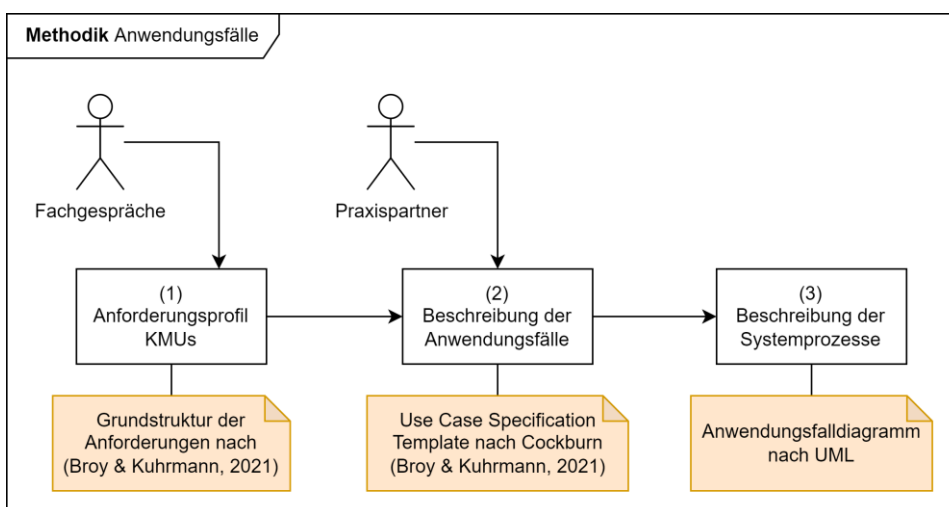 Methodik Anwendungsfälle
Fachgespräche
Praxispartner
(1)
Anforderungsprofil
KMUs
(2)
Beschreibung der
Anwendungsfälle
(3)
Beschreibung der
Systemprozesse
Grundstruktur der
Anforderungen nach
(Broy & Kuhrmann, 2021)
Use Case Specification
Template nach Cockburn
(Broy & Kuhrmann, 2021)
Anwendungsfalldiagramm
nach UML